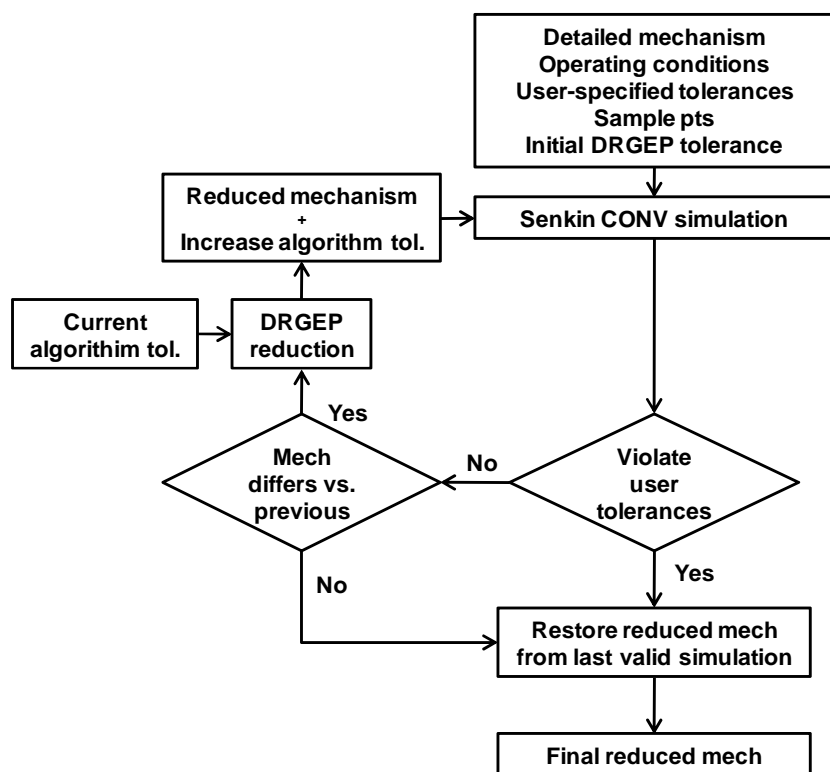 Detailed mechanism
Operating conditions
User-specified tolerances
Sample pts
Initial DRGEP tolerance
Reduced mechanism
+
Increase algorithm tol.
Senkin CONV simulation
Current
algorithim tol.
DRGEP
reduction
Yes
Mech
differs vs.
previous
No
Violate
user
tolerances
No
Yes
Restore reduced mech
from last valid simulation
Final reduced mech